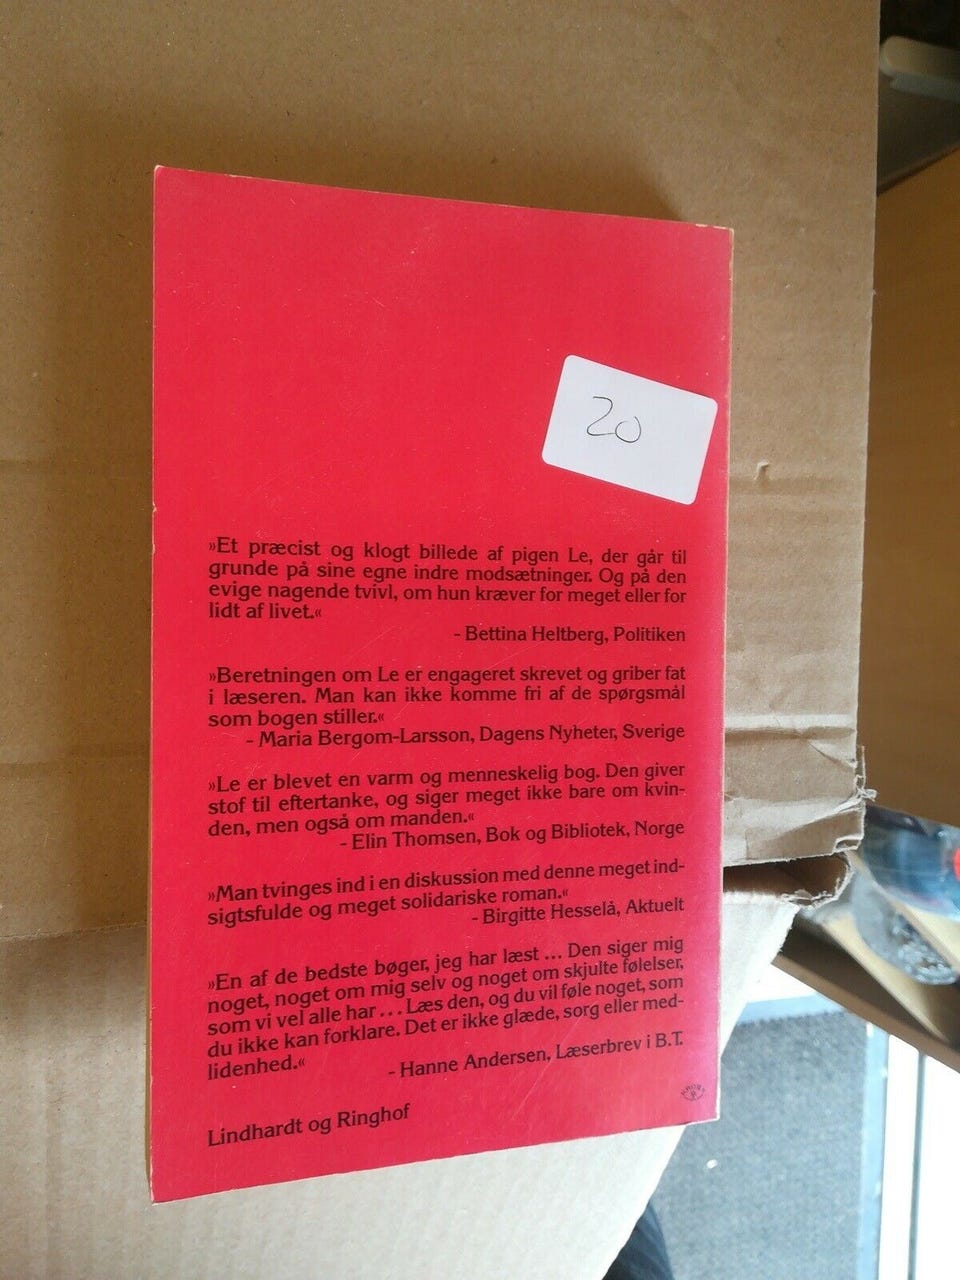 20
»Et præcist og klogt billede af pigen Le, der går til
grunde på sine egne indre modsætninger. Og på den
evige nagende tvivl, om hun kræver for meget eller for
lidt af livet.«
- Bettina Heltberg, Politiken
»Beretningen om Le er engageret skrevet og griber fat
i læseren. Man kan ikke komme fri af de spørgsmål
som bogen stiller.«
- Maria Bergom-Larsson, Dagens Nyheter, Sverige
»Le er blevet en varm og menneskelig bog. Den giver
stof til eftertanke, og siger meget ikke bare om kvin-
den, men også om manden.«
- Elin Thomsen, Bok og Bibliotek, Norge
»Man tvinges ind i en diskussion med denne meget ind-
sigtsfulde og meget solidariske roman.«
- Birgitte Hesselå, Aktuelt
»En af de bedste bøger, jeg har læst ... Den siger mig
noget, noget om mig selv og noget om skjulte følelser,
som vi vel alle har ... Læs den, og du vil føle noget, som
du ikke kan forklare. Det er ikke glæde, sorg eller med-
lidenhed.«
- Hanne Andersen, Læserbrev i B.T.
Lindhardt og Ringhof